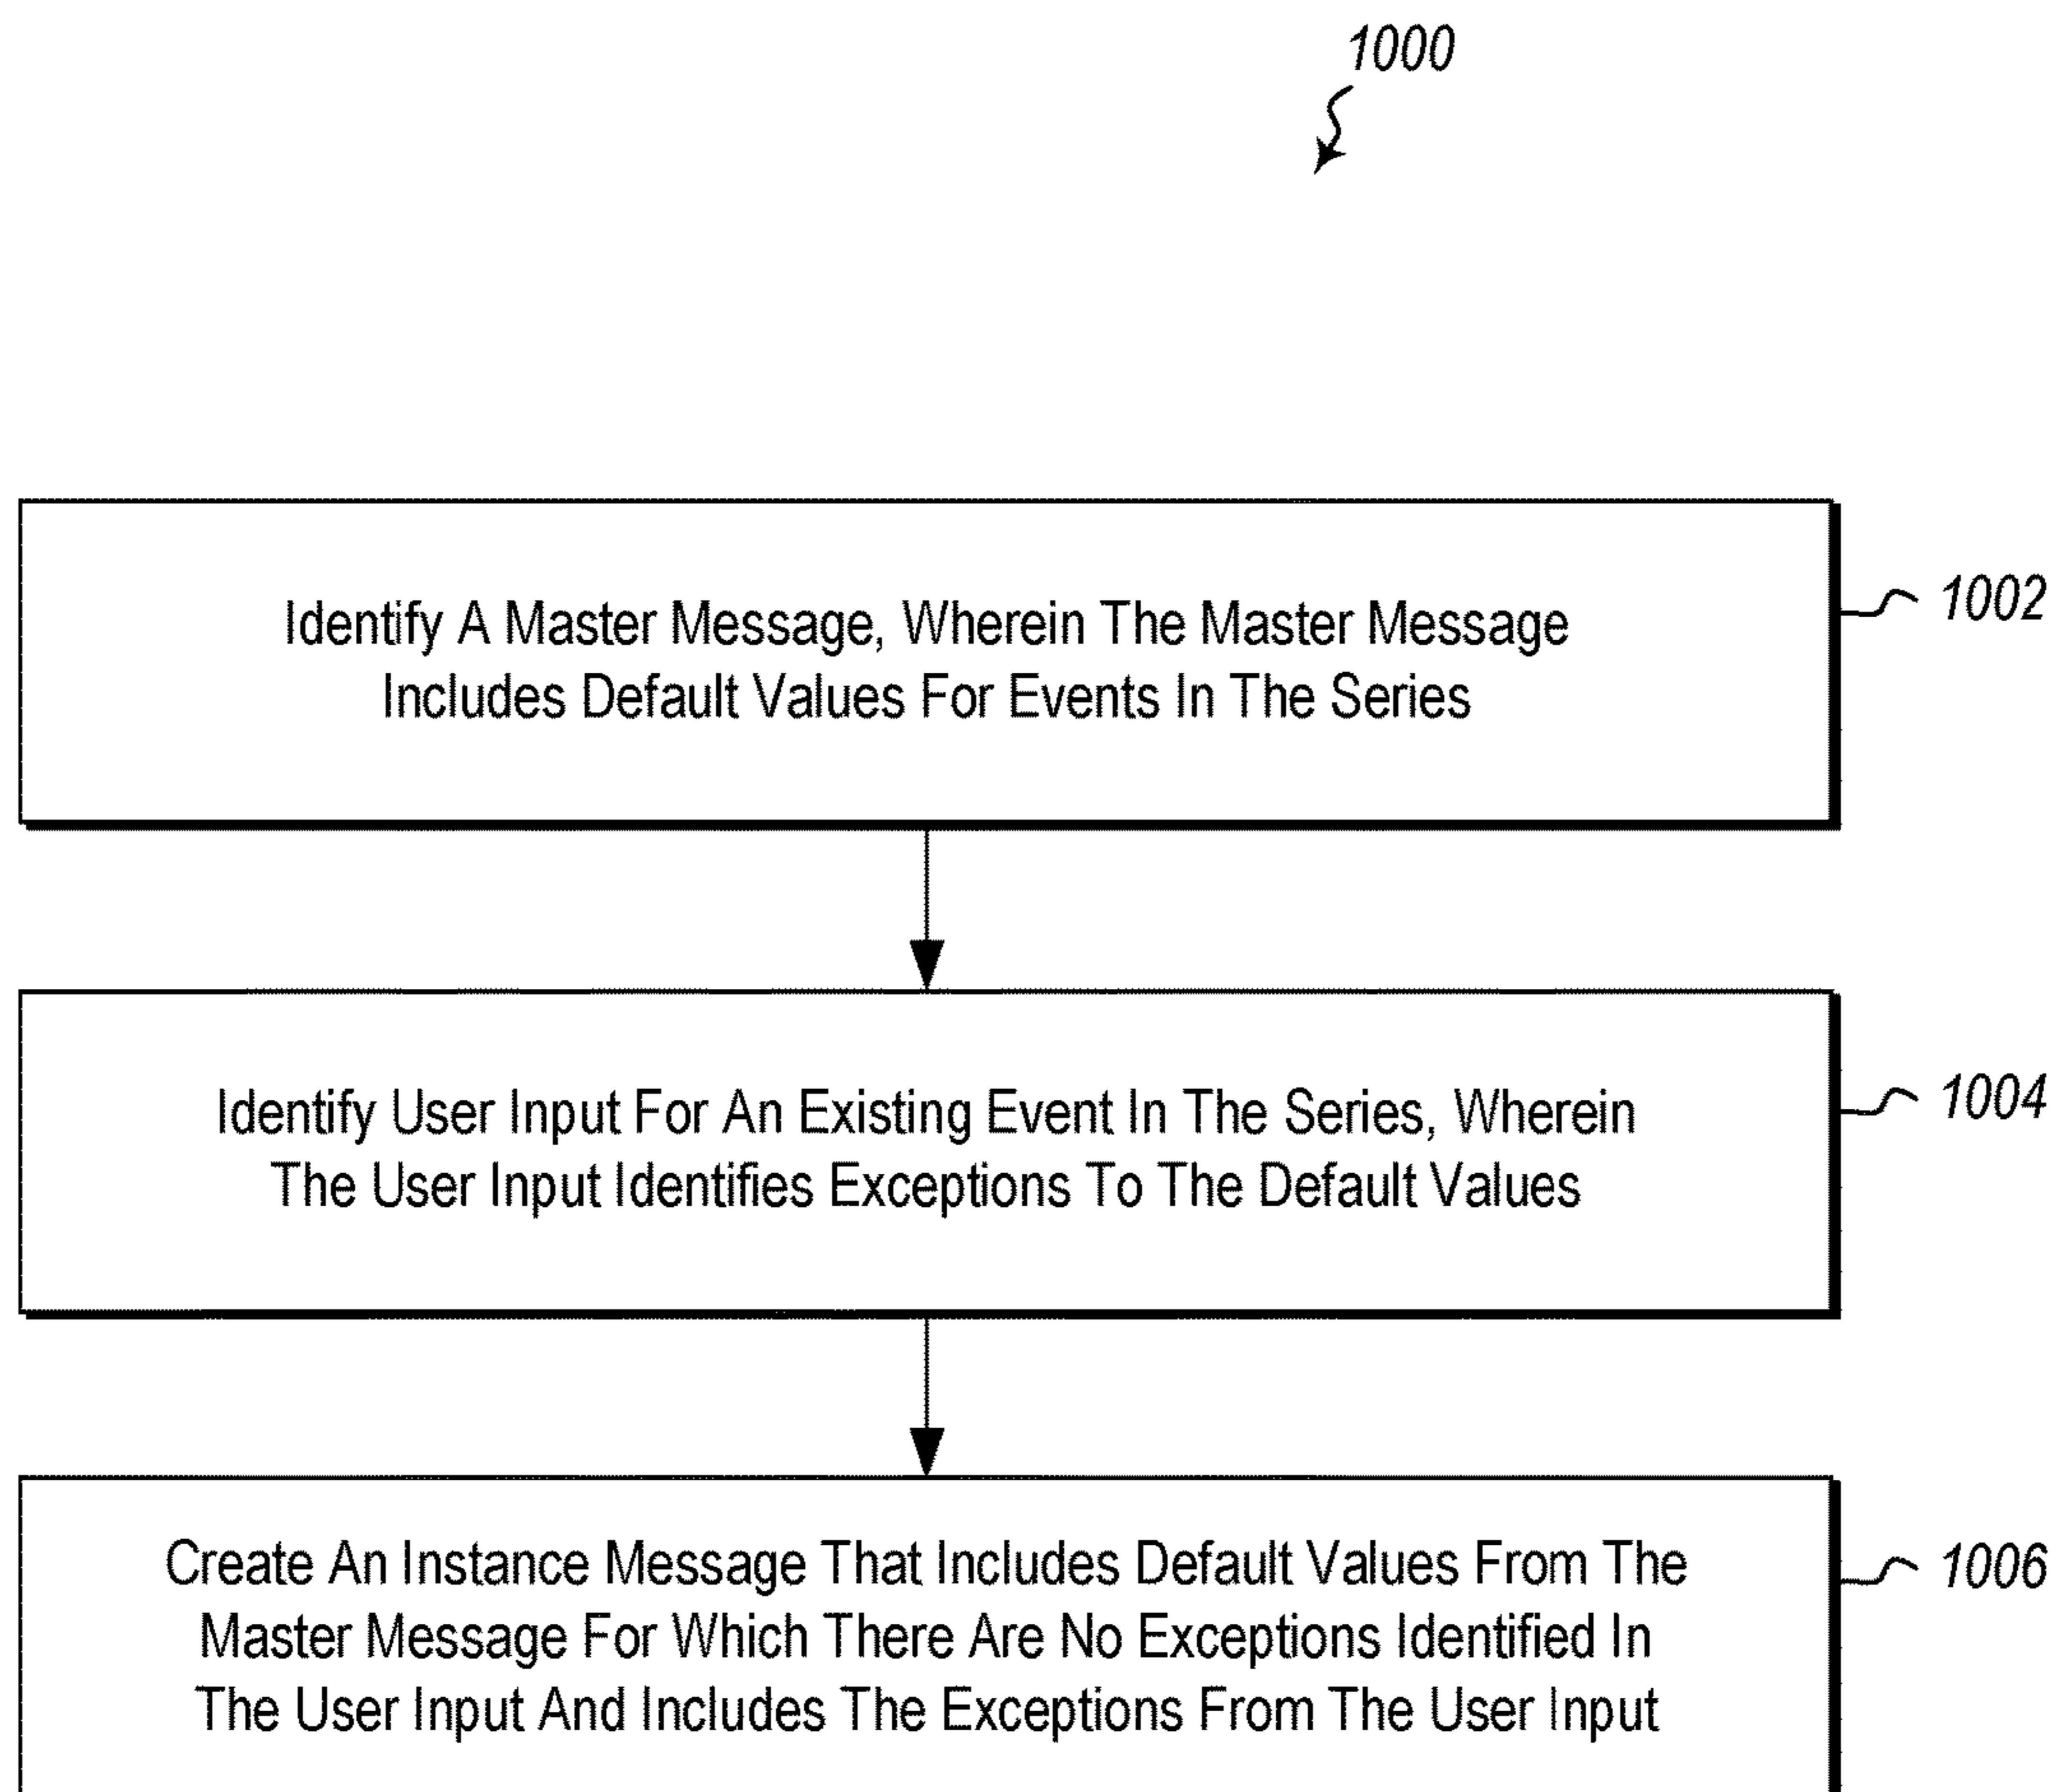 1000
Identify A Master Message, Wherein The Master Message
Includes Default Values For Events In The Series
1002
Identify User Input For An Existing Event In The Series, Wherein
The User Input Identifies Exceptions To The Default Values
1004
Create An Instance Message That Includes Default Values From The
Master Message For Which There Are No Exceptions Identified In
The User Input And Includes The Exceptions From The User Input
1006